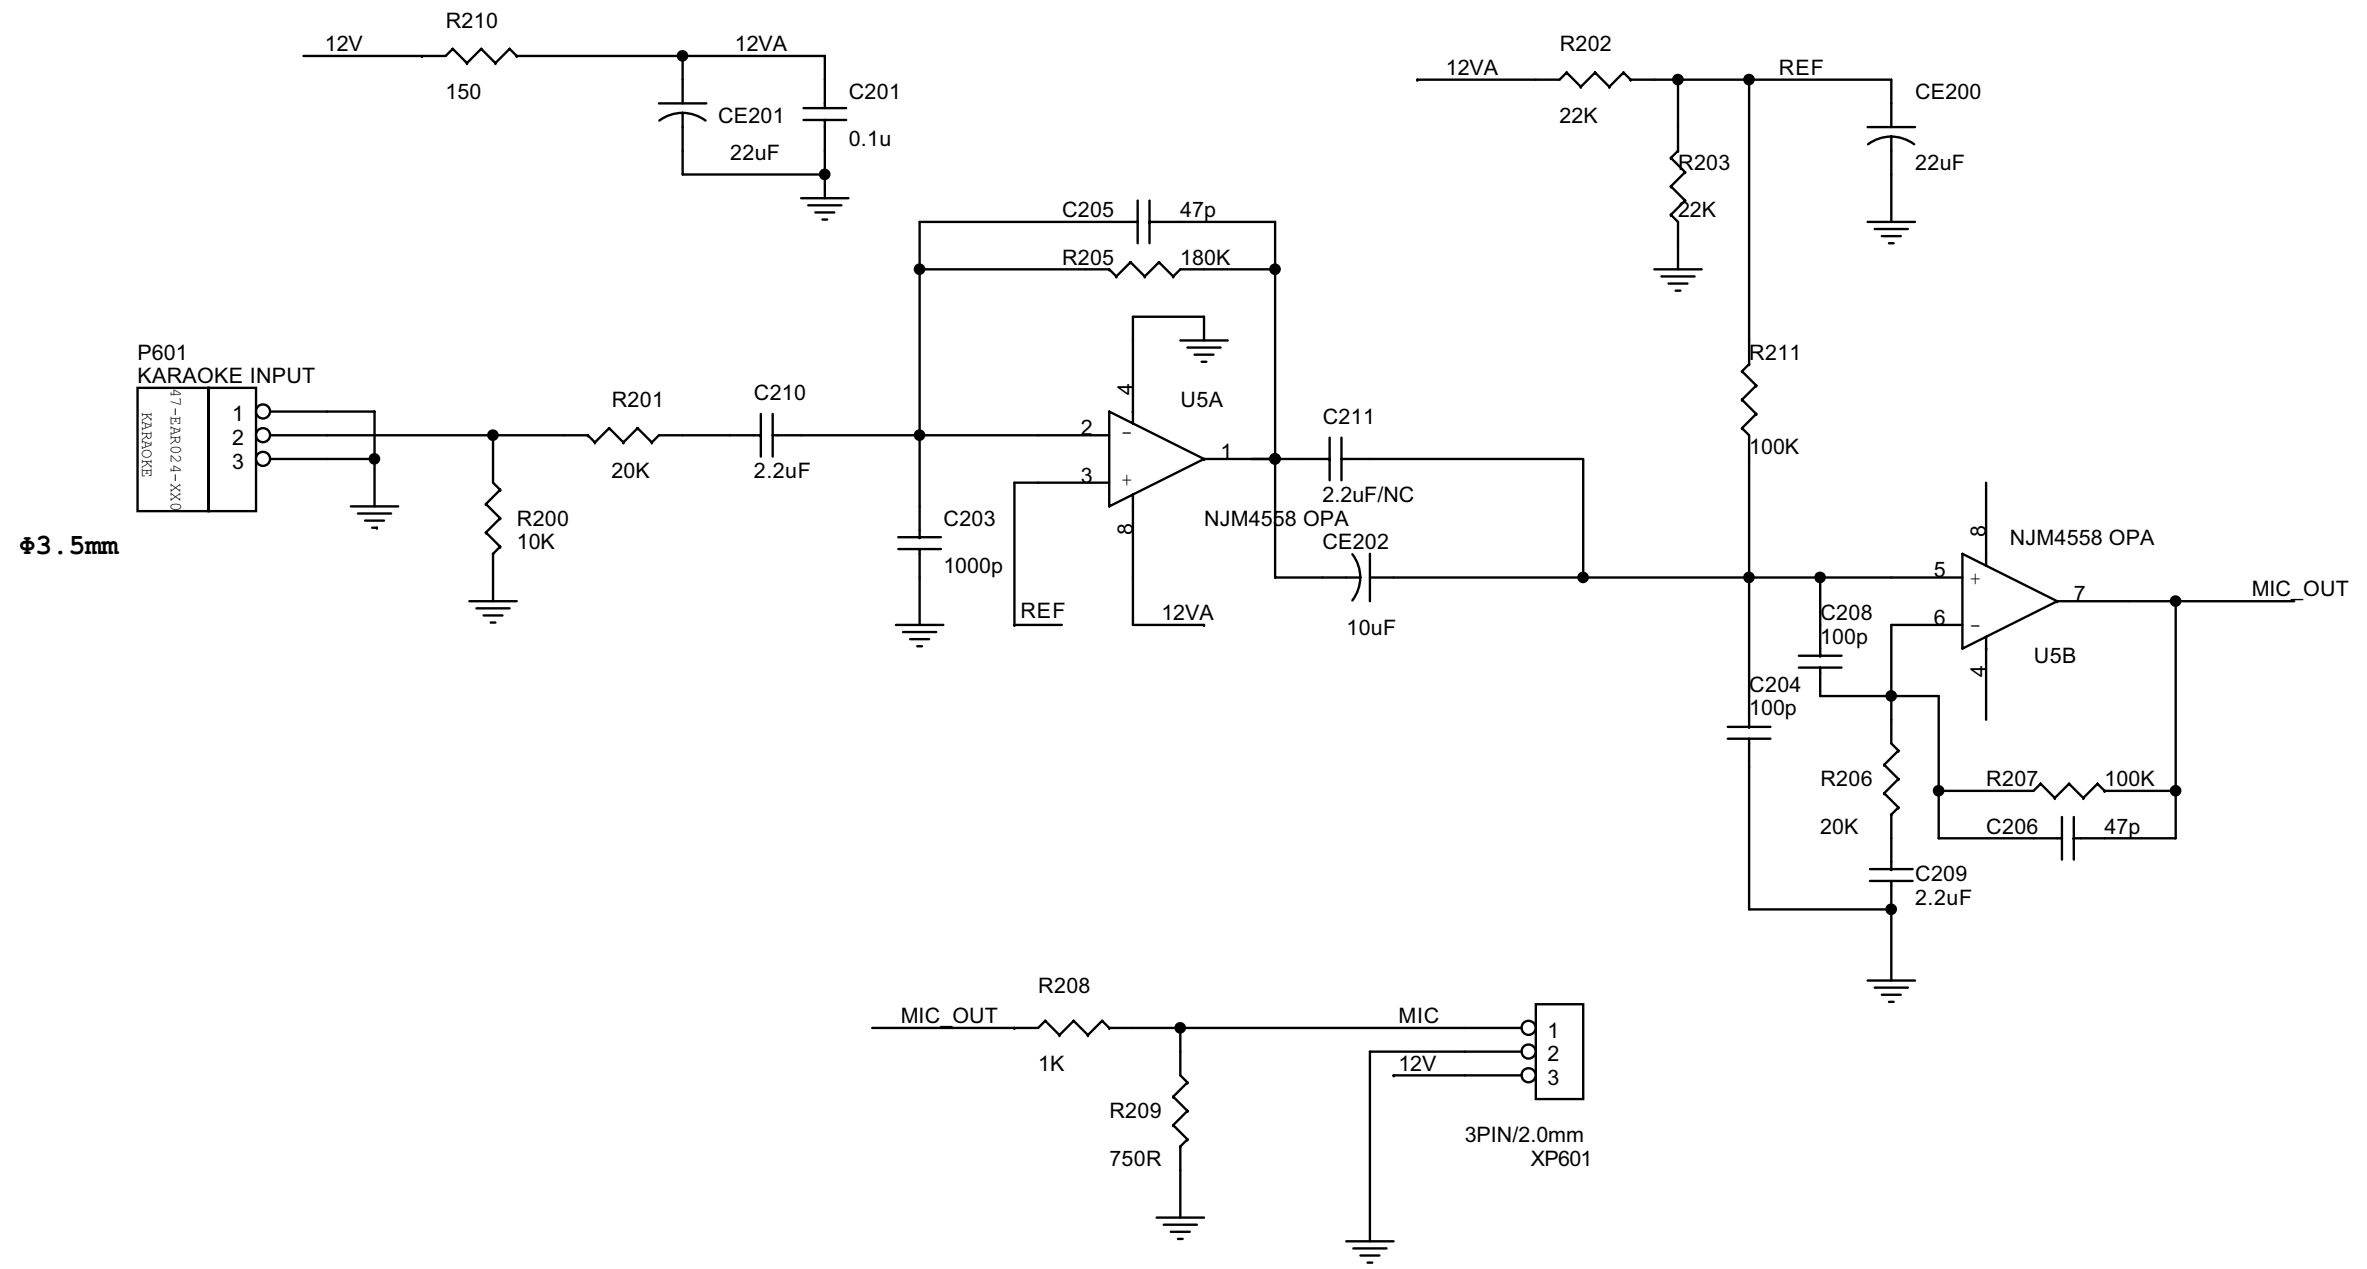 R210
12V
12VA
150
CE201
22uF
C201
0.1u
R202
12VA
REF
22K
CE200
22uF
R203
22K
C205
47p
R205
180K
P601
KARAOKE INPUT
47-EAR024-XX0
KARAOKE
1
2
3
Φ3.5mm
R200
10K
R201
20K
C210
2.2uF
C203
1000p
2
3
4
8
1
-
+
U5A
NJM4558 OPA
REF
12VA
C211
2.2uF/NC
CE202
10uF
R211
100K
8
NJM4558 OPA
5
6
+
-
7
MIC_OUT
4
U5B
C208
100p
C204
100p
R206
20K
R207
100K
C206
47p
C209
2.2uF
R208
MIC_OUT
1K
R209
750R
MIC
12V
1
2
3
3PIN/2.0mm
XP601